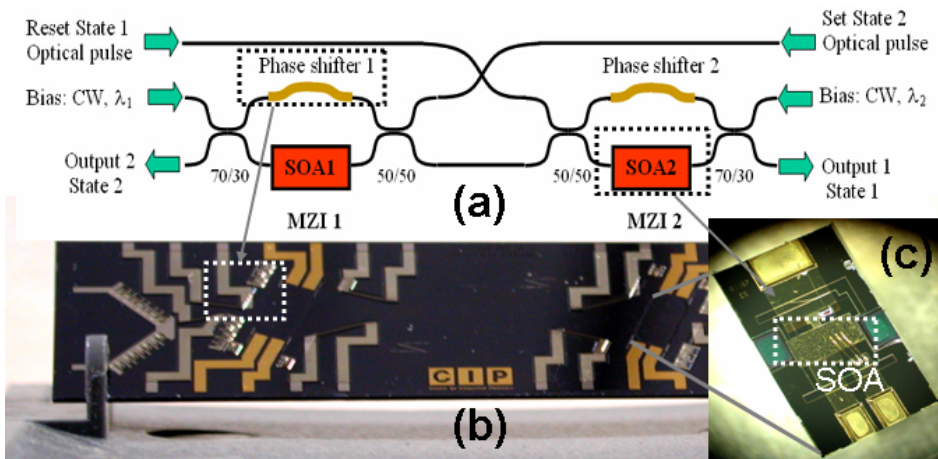 Reset State 1
Optical pulse
Set State 2
Optical pulse
Phase shifter 1
Phase shifter 2
Bias: CW, λ1
Bias: CW, λ2
Output 2
State 2
70/30
SOA1
50/50
(a)
50/50
SOA2
70/30
Output 1
State 1
MZI 1
MZI 2
(c)
SOA
CIP
(b)